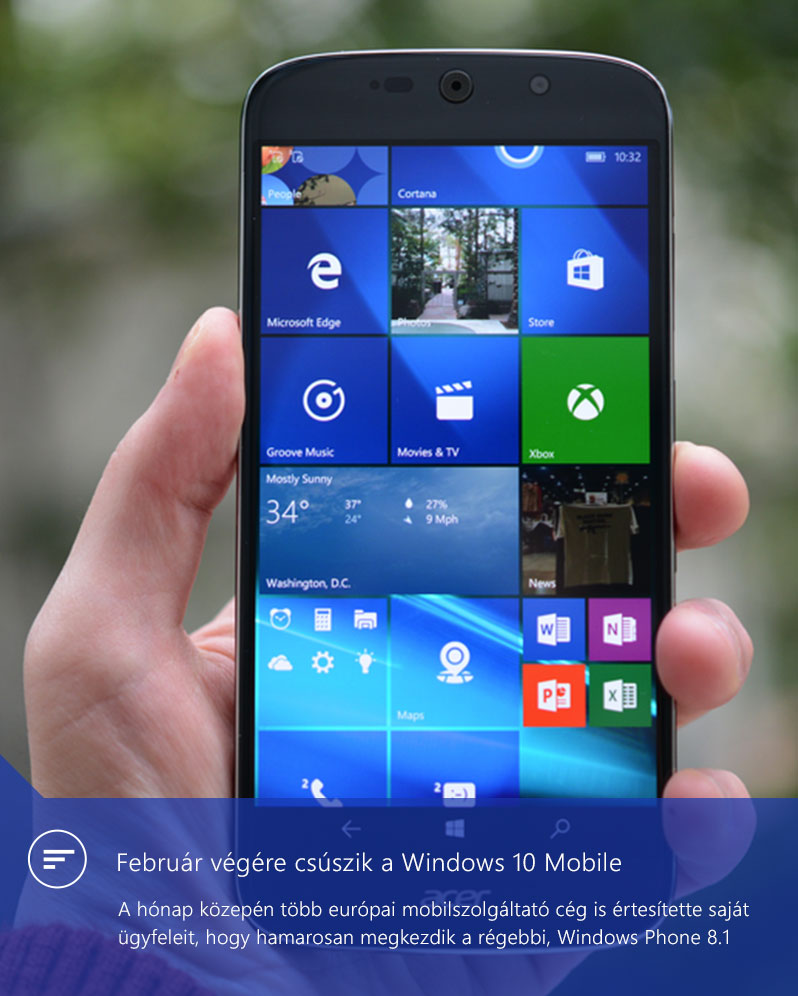 10:32
People
Cortana
Microsoft Edge
Photos
Store
Groove Music
Movies & TV
Xbox
Mostly Sunny
34°
37°
24°
27%
9 Mph
Washington, D.C.
News
W
N
P
X
Maps
2
2
acer
Február végére csúszik a Windows 10 Mobile
A hónap közepén több európai mobilszolgáltató cég is értesítette saját
ügyfeleit, hogy hamarosan megkezdik a régebbi, Windows Phone 8.1